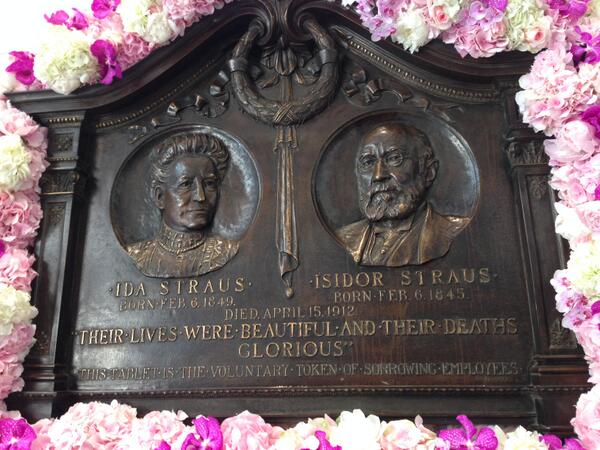 ·IDA STRAUS·
BORN·FEB·6·1849.
·ISIDOR STRAUS·
BORN·FEB·6·1845.
DIED, APRIL·15, 1912.
"THEIR·LIVES·WERE·BEAUTIFUL·AND·THEIR·DEATHS
GLORIOUS"
·THIS·TABLET·IS·THE·VOLUNTARY·TOKEN·OF·SORROWING·EMPLOYEES·